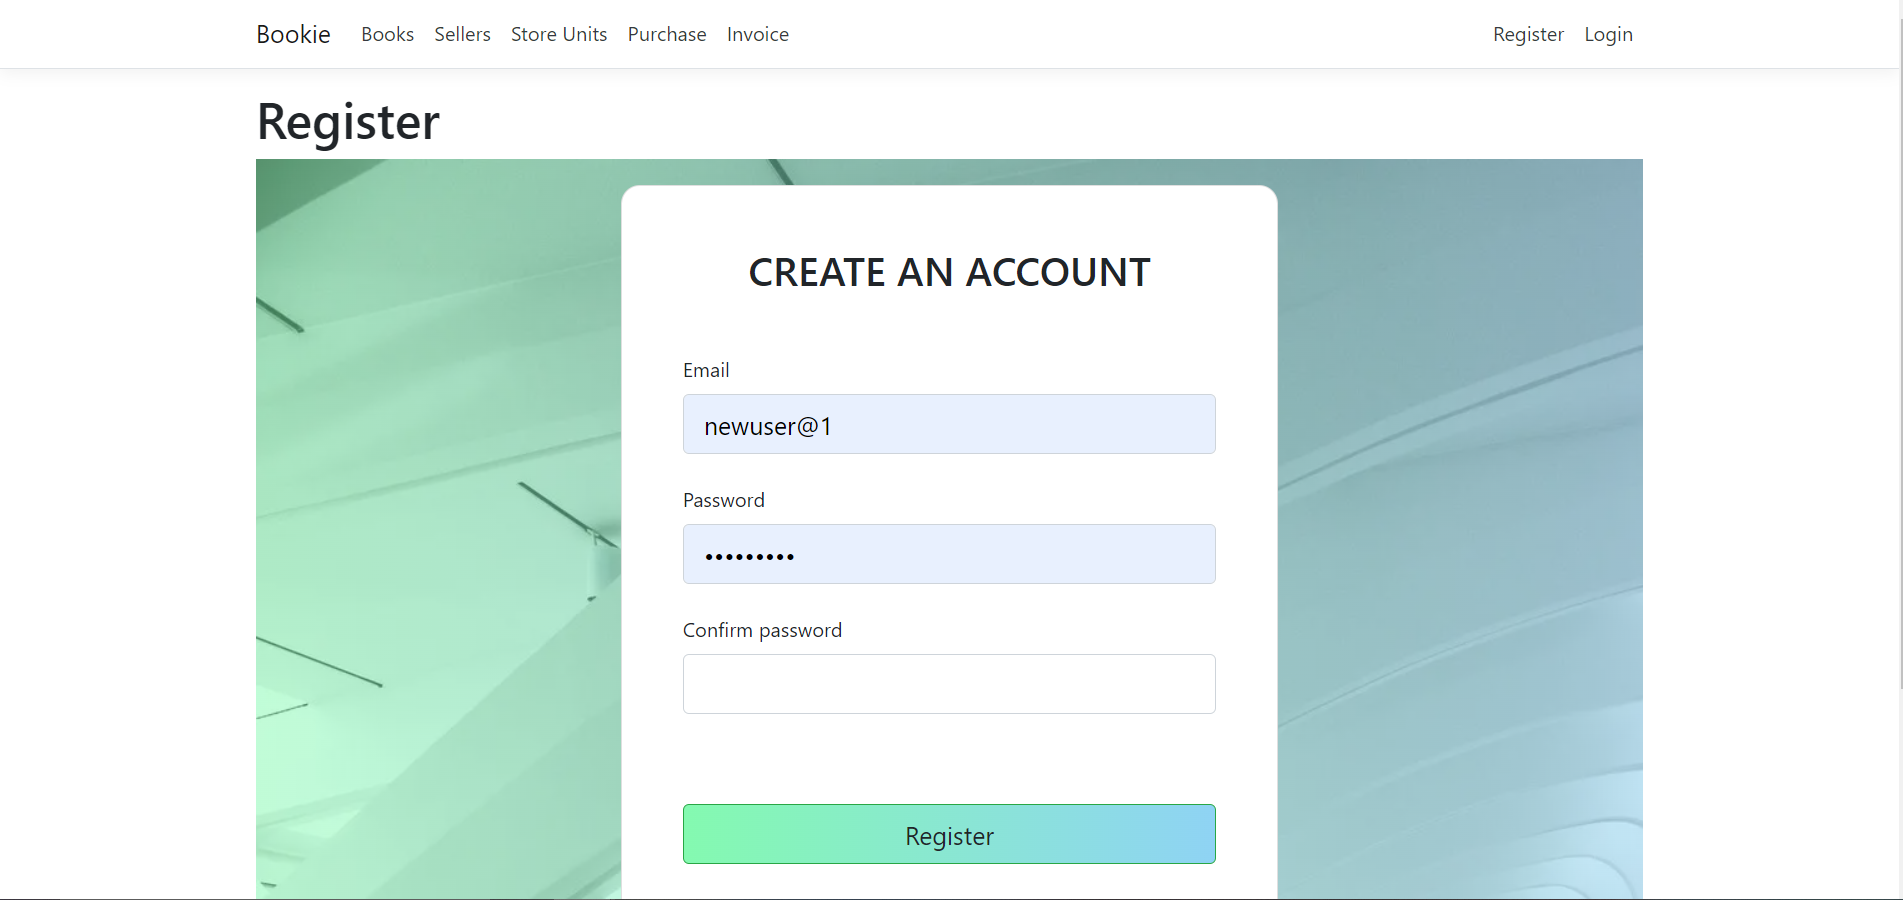 Bookie Books Sellers Store Units Purchase Invoice Register Login
Register
CREATE AN ACCOUNT
Email
newuser@1
Password
•••••••••
Confirm password
Register